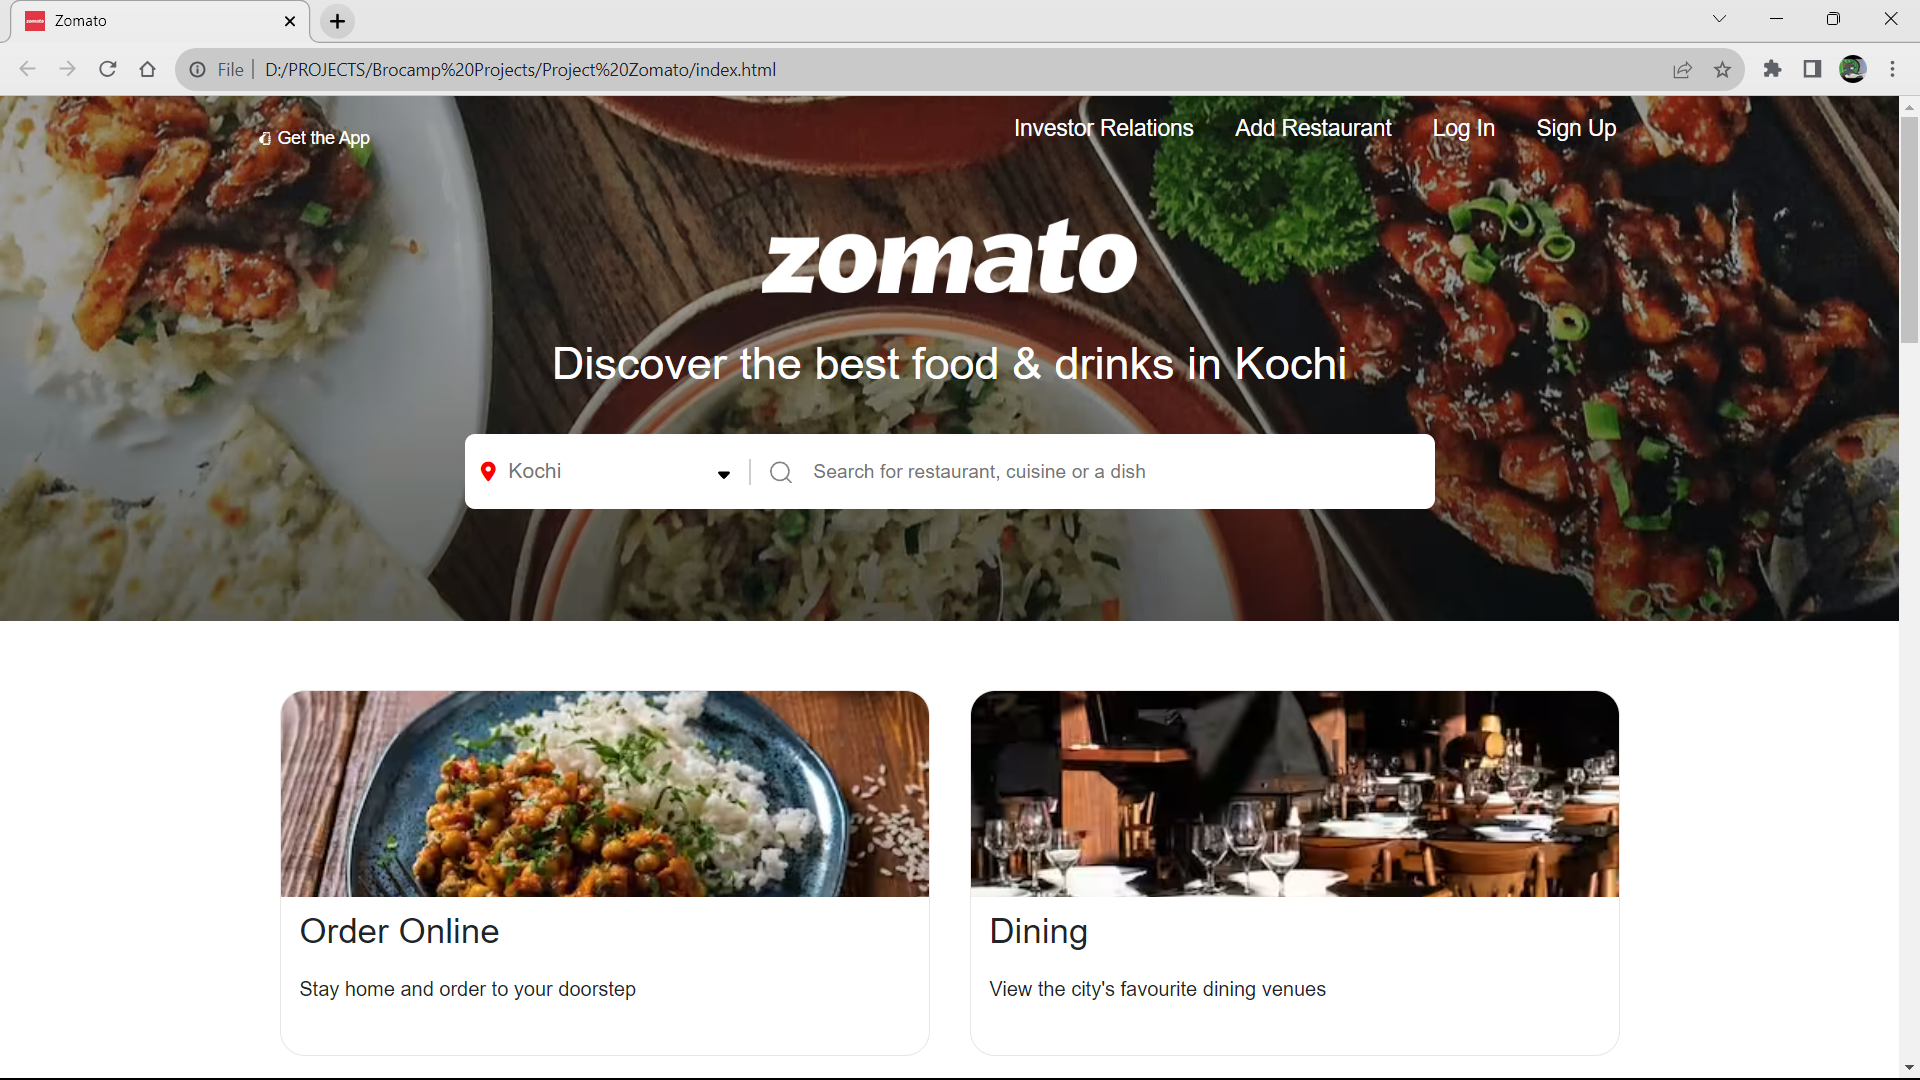 Zomato
File
D:/PROJECTS/Brocamp%20Projects/Project%20Zomato/index.html
Get the App
Investor Relations
Add Restaurant
Log In
Sign Up
zomato
Discover the best food & drinks in Kochi
Kochi
Search for restaurant, cuisine or a dish
Order Online
Stay home and order to your doorstep
Dining
View the city's favourite dining venues